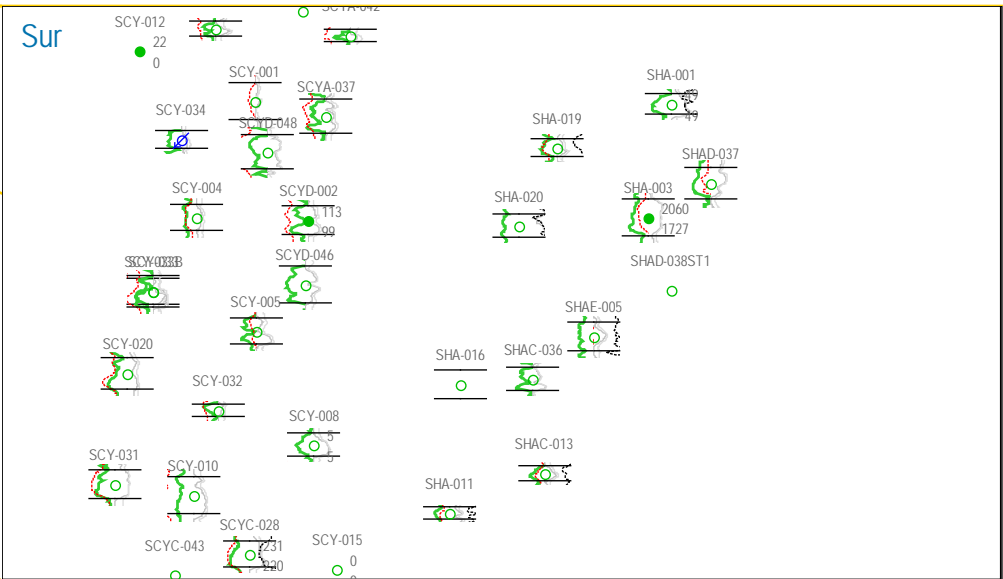 Sur
SCY-012
22
0
SCYA-042
SCY-001
SCYA-037
SCY-034
SCYD-048
SHA-001
49
49
SHA-019
SHAD-037
SCY-004
SCYD-002
113
99
SHA-020
SHA-003
2060
1727
SCYD-046
SHAD-038ST1
SCY-005
SHAE-005
SCY-020
SHA-016
SHAC-036
SCY-032
SCY-008
5
5
SCY-031
SCY-010
SHAC-013
SHA-011
SCYC-028
231
220
SCYC-043
SCY-015
0